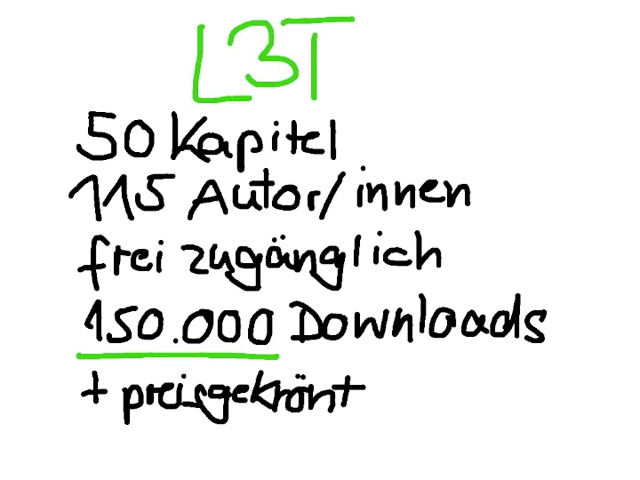 L3T
50 Kapitel
115 Autor/innen
frei zugänglich
150.000 Downloads
+ preisgekrönt